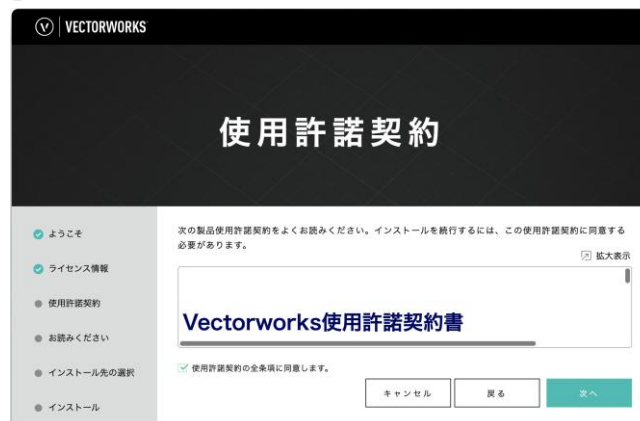 VECTORWORKS
使用許諾契約
ようこそ
ライセンス情報
使用許諾契約
お読みください
インストール先の選択
インストール
次の製品使用許諾契約をよくお読みください。インストールを続行するには、この使用許諾契約に同意する
必要があります。
拡大表示
Vectorworks使用許諾契約書
使用許諾契約の全条項に同意します。
キャンセル
戻る
次へ